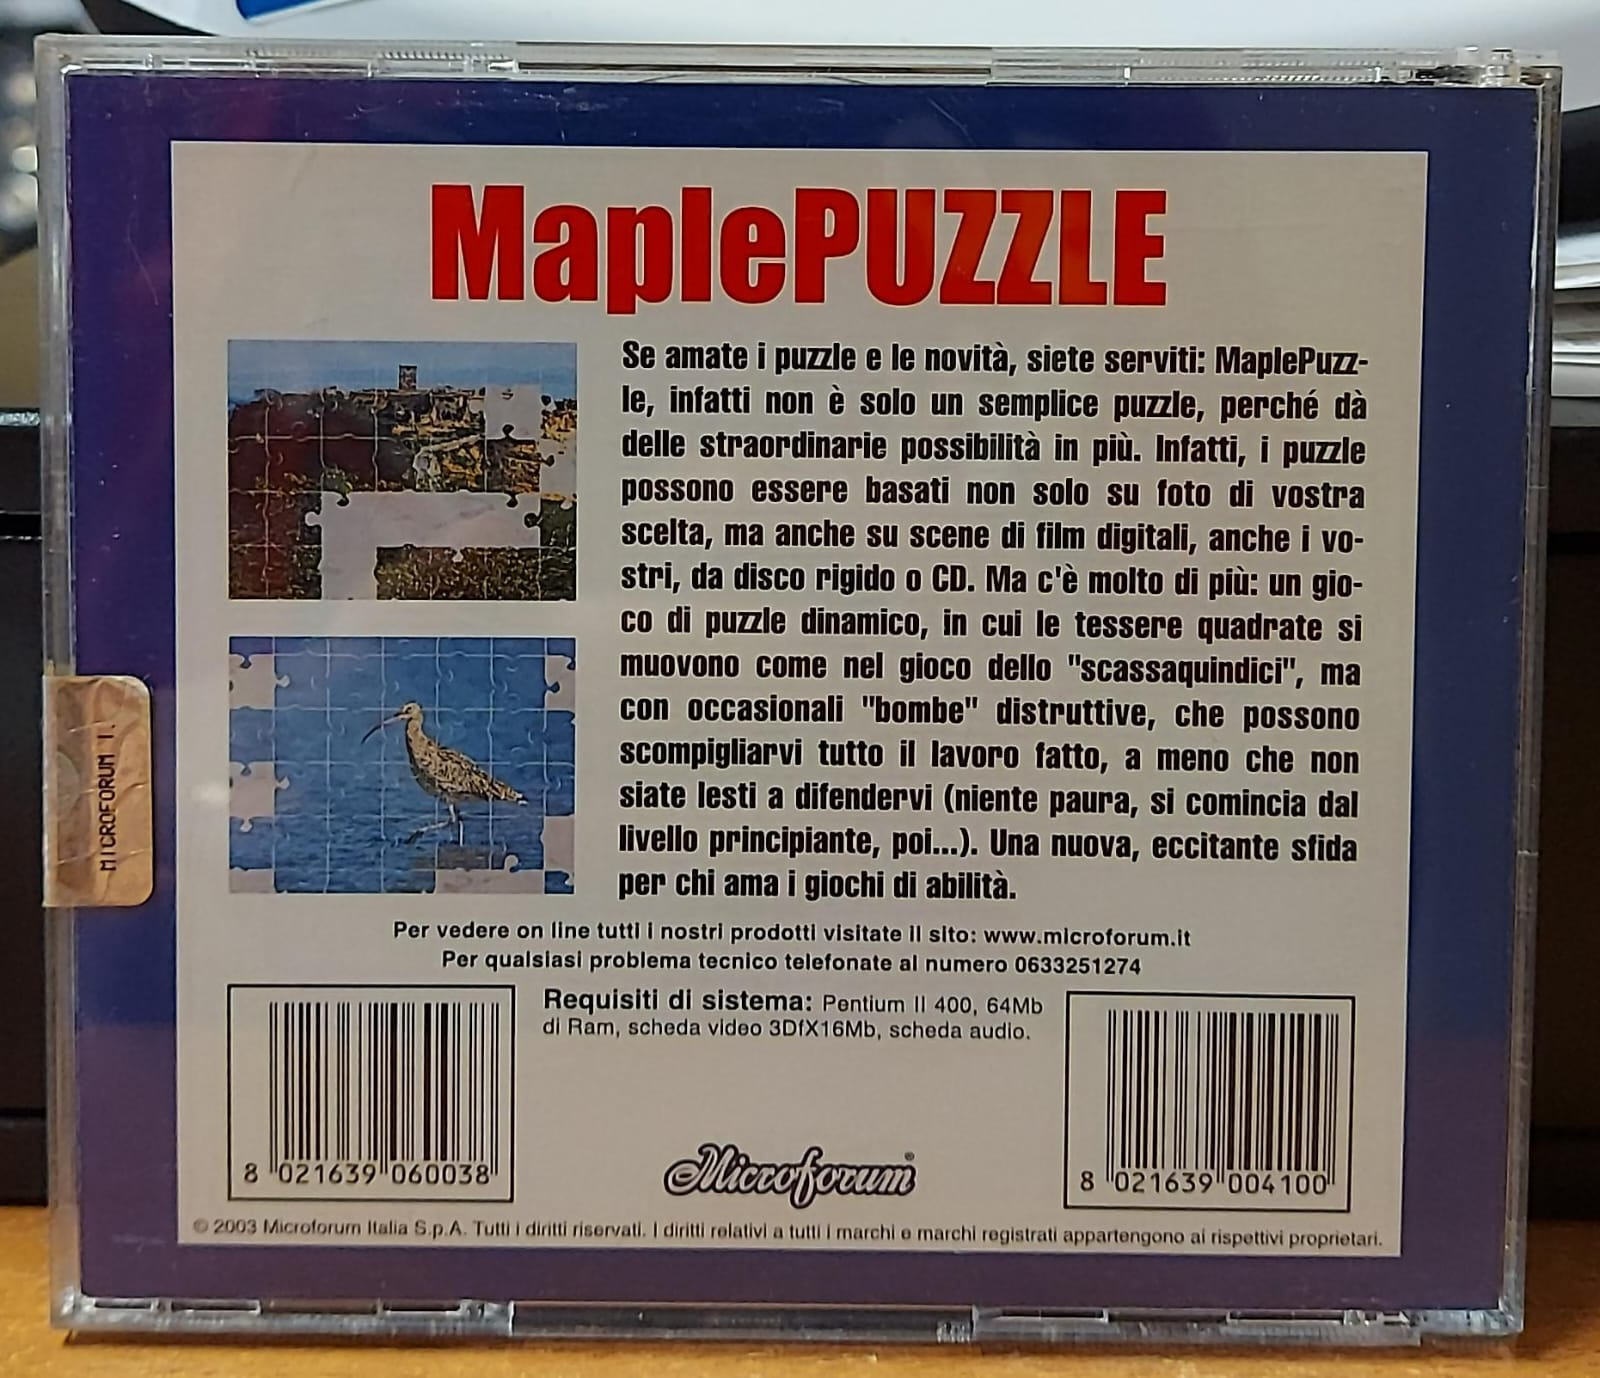 MaplePUZZLE
Se amate i puzzle e le novità, siete serviti: MaplePuzz-
le, infatti non è solo un semplice puzzle, perché dà
delle straordinarie possibilità in più. Infatti, i puzzle
possono essere basati non solo su foto di vostra
scelta, ma anche su scene di film digitali, anche i vo-
stri, da disco rigido o CD. Ma c'è molto di più: un gio-
co di puzzle dinamico, in cui le tessere quadrate si
muovono come nel gioco dello "scassaquindici", ma
con occasionali "bombe" distruttive, che possono
scompigliarvi tutto il lavoro fatto, a meno che non
siate lesti a difendervi (niente paura, si comincia dal
livello principiante, poi...). Una nuova, eccitante sfida
per chi ama i giochi di abilità.
MICROFORUM I.
Per vedere on line tutti i nostri prodotti visitate il sito: www.microforum.it
Per qualsiasi problema tecnico telefonate al numero 0633251274
Requisiti di sistema: Pentium II 400, 64Mb
di Ram, scheda video 3DfX16Mb, scheda audio.
8 021639 060038
Microforum®
8 021639 004100
© 2003 Microforum Italia S.p.A. Tutti i diritti riservati. I diritti relativi a tutti i marchi e marchi registrati appartengono ai rispettivi proprietari.